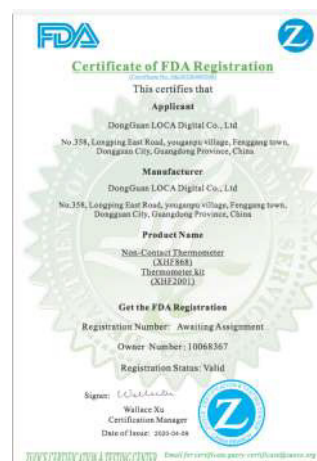 FDA
Z
Certificate of FDA Registration
This certifies that
Applicant
DongGuan LOCA Digital Co., Ltd
No.358, Longping East Road, youganpu village, Fenggang town,
Dongguan City, Guangdong Province, China
Manufacturer
DongGuan LOCA Digital Co., Ltd
No.358, Longping East Road, youganpu village, Fenggang town,
Dongguan City, Guangdong Province, China
Product Name
Non-Contact Thermometer
(XHF868)
Thermometer kit
(XHF2001)
Get the FDA Registration
Registration Number: Awaiting Assignment
Owner Number: 10068367
Registration Status: Valid
Signer:
Wallace Xu
Certification Manager
Date of Issue: 2020-04-08
Z